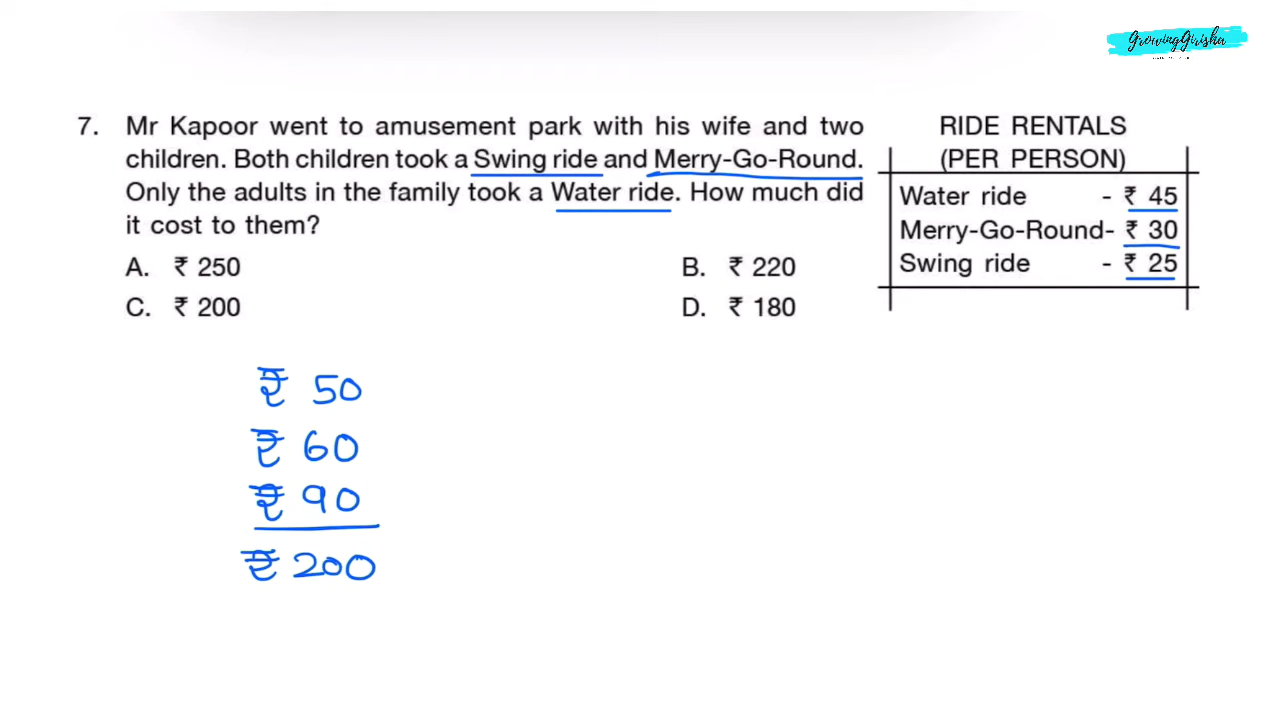 GrowingGirisha
7. Mr Kapoor went to amusement park with his wife and two
children. Both children took a Swing ride and Merry-Go-Round.
Only the adults in the family took a Water ride. How much did
it cost to them?
A. ₹ 250
B. ₹ 220
C. ₹ 200
D. ₹ 180
RIDE RENTALS
(PER PERSON)
Water ride - ₹ 45
Merry-Go-Round- ₹ 30
Swing ride - ₹ 25
₹ 50
₹ 60
₹ 90
₹ 200